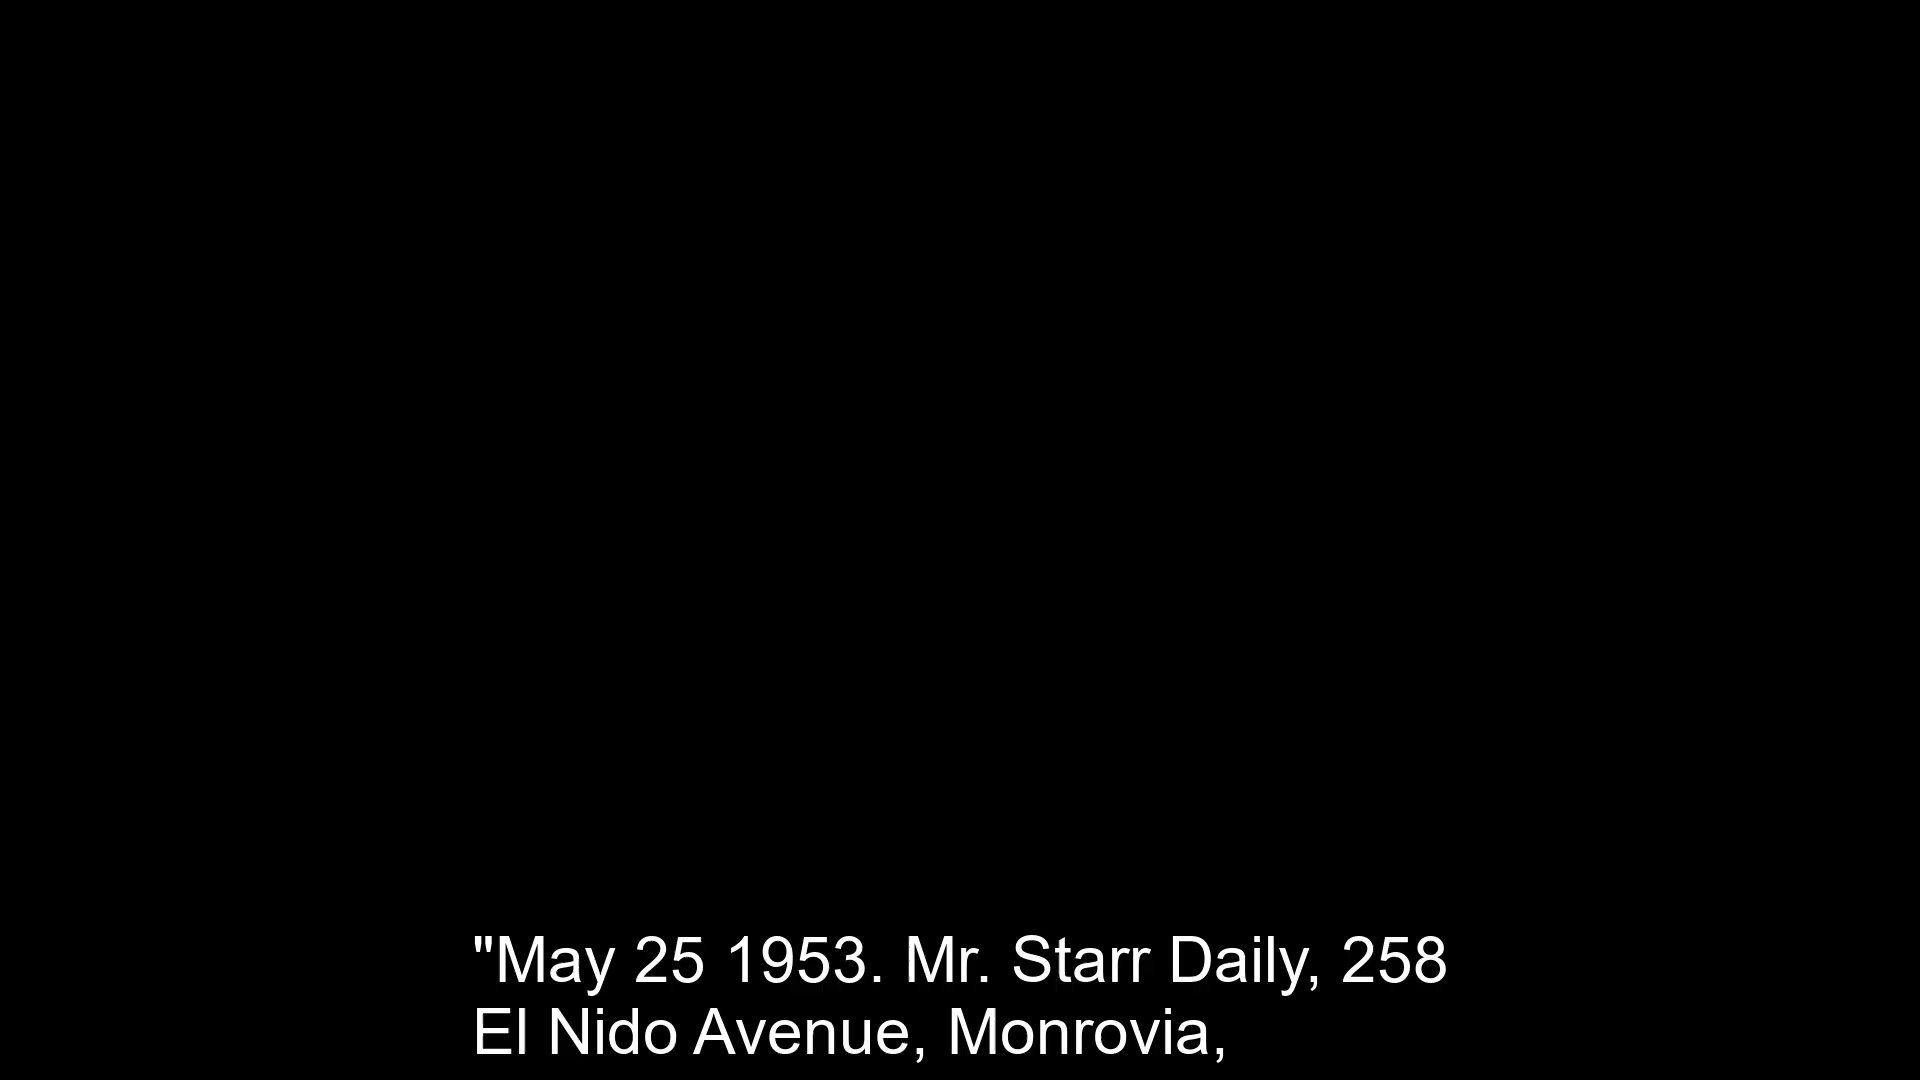 "May 25 1953. Mr. Starr Daily, 258
El Nido Avenue, Monrovia,